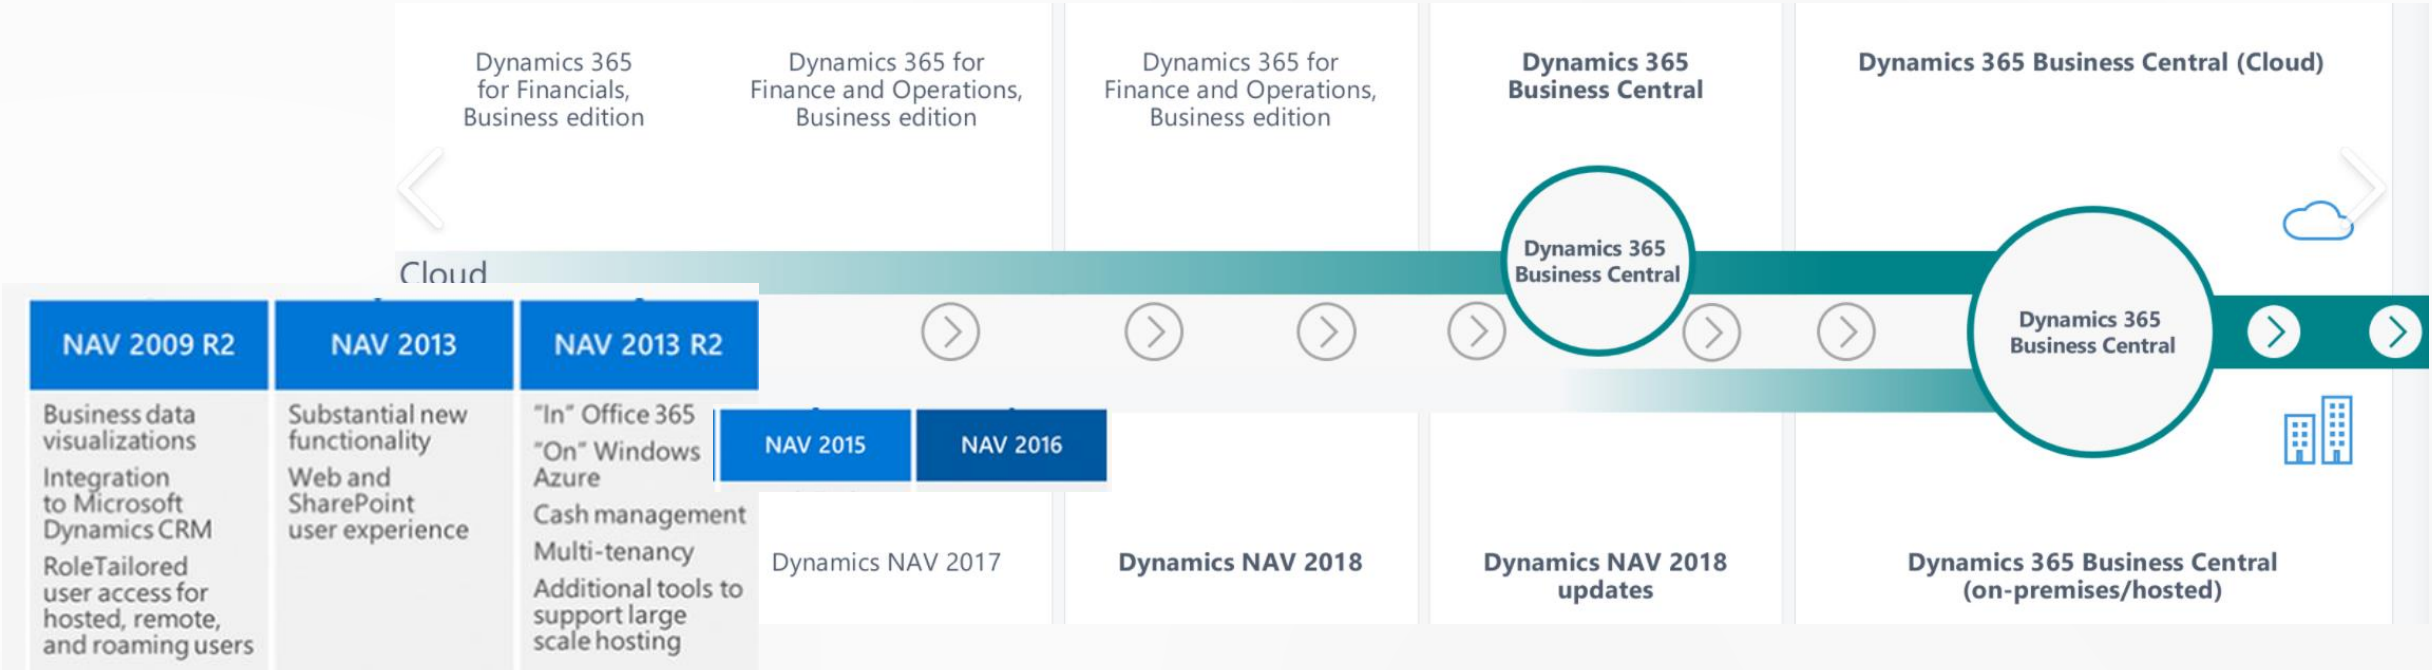 Dynamics 365
for Financials,
Business edition
Dynamics 365 for
Finance and Operations,
Business edition
Dynamics 365 for
Finance and Operations,
Business edition
Dynamics 365
Business Central
Dynamics 365 Business Central (Cloud)
Cloud
Dynamics 365
Business Central
Dynamics 365
Business Central
NAV 2009 R2
Business data
visualizations
Integration
to Microsoft
Dynamics CRM
RoleTailored
user access for
hosted, remote,
and roaming users
NAV 2013
Substantial new
functionality
Web and
SharePoint
user experience
NAV 2013 R2
"In" Office 365
"On" Windows
Azure
Cash management
Multi-tenancy
Additional tools to
support large
scale hosting
NAV 2015
NAV 2016
Dynamics NAV 2017
Dynamics NAV 2018
Dynamics NAV 2018
updates
Dynamics 365 Business Central
(on-premises/hosted)